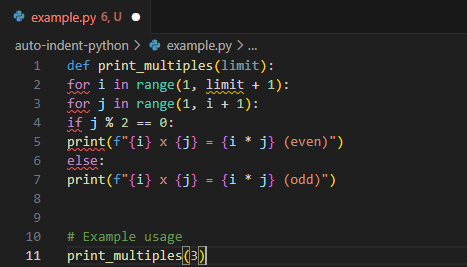 example.py 6, U
auto-indent-python > example.py > ...
1 def print_multiples(limit):
2 for i in range(1, limit + 1):
3 for j in range(1, i + 1):
4 if j % 2 == 0:
5 print(f"{i} x {j} = {i * j} (even)")
6 else:
7 print(f"{i} x {j} = {i * j} (odd)")
8
9
10 # Example usage
11 print_multiples(3)